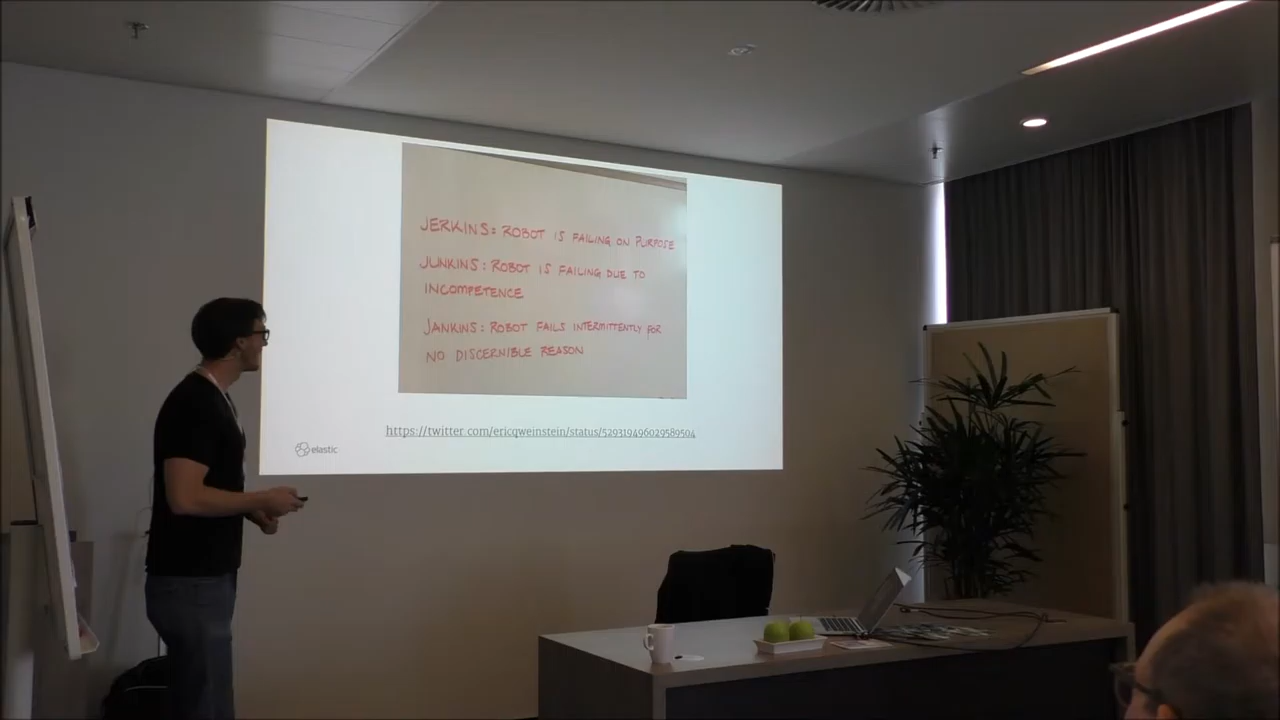 JERKINS: ROBOT IS FAILING ON PURPOSE
JUNKINS: ROBOT IS FAILING DUE TO
INCOMPETENCE
JANKINS: ROBOT FAILS INTERMITTENTLY FOR
NO DISCERNIBLE REASON
https://twitter.com/ericqweinstein/status/529319496029589504
elastic